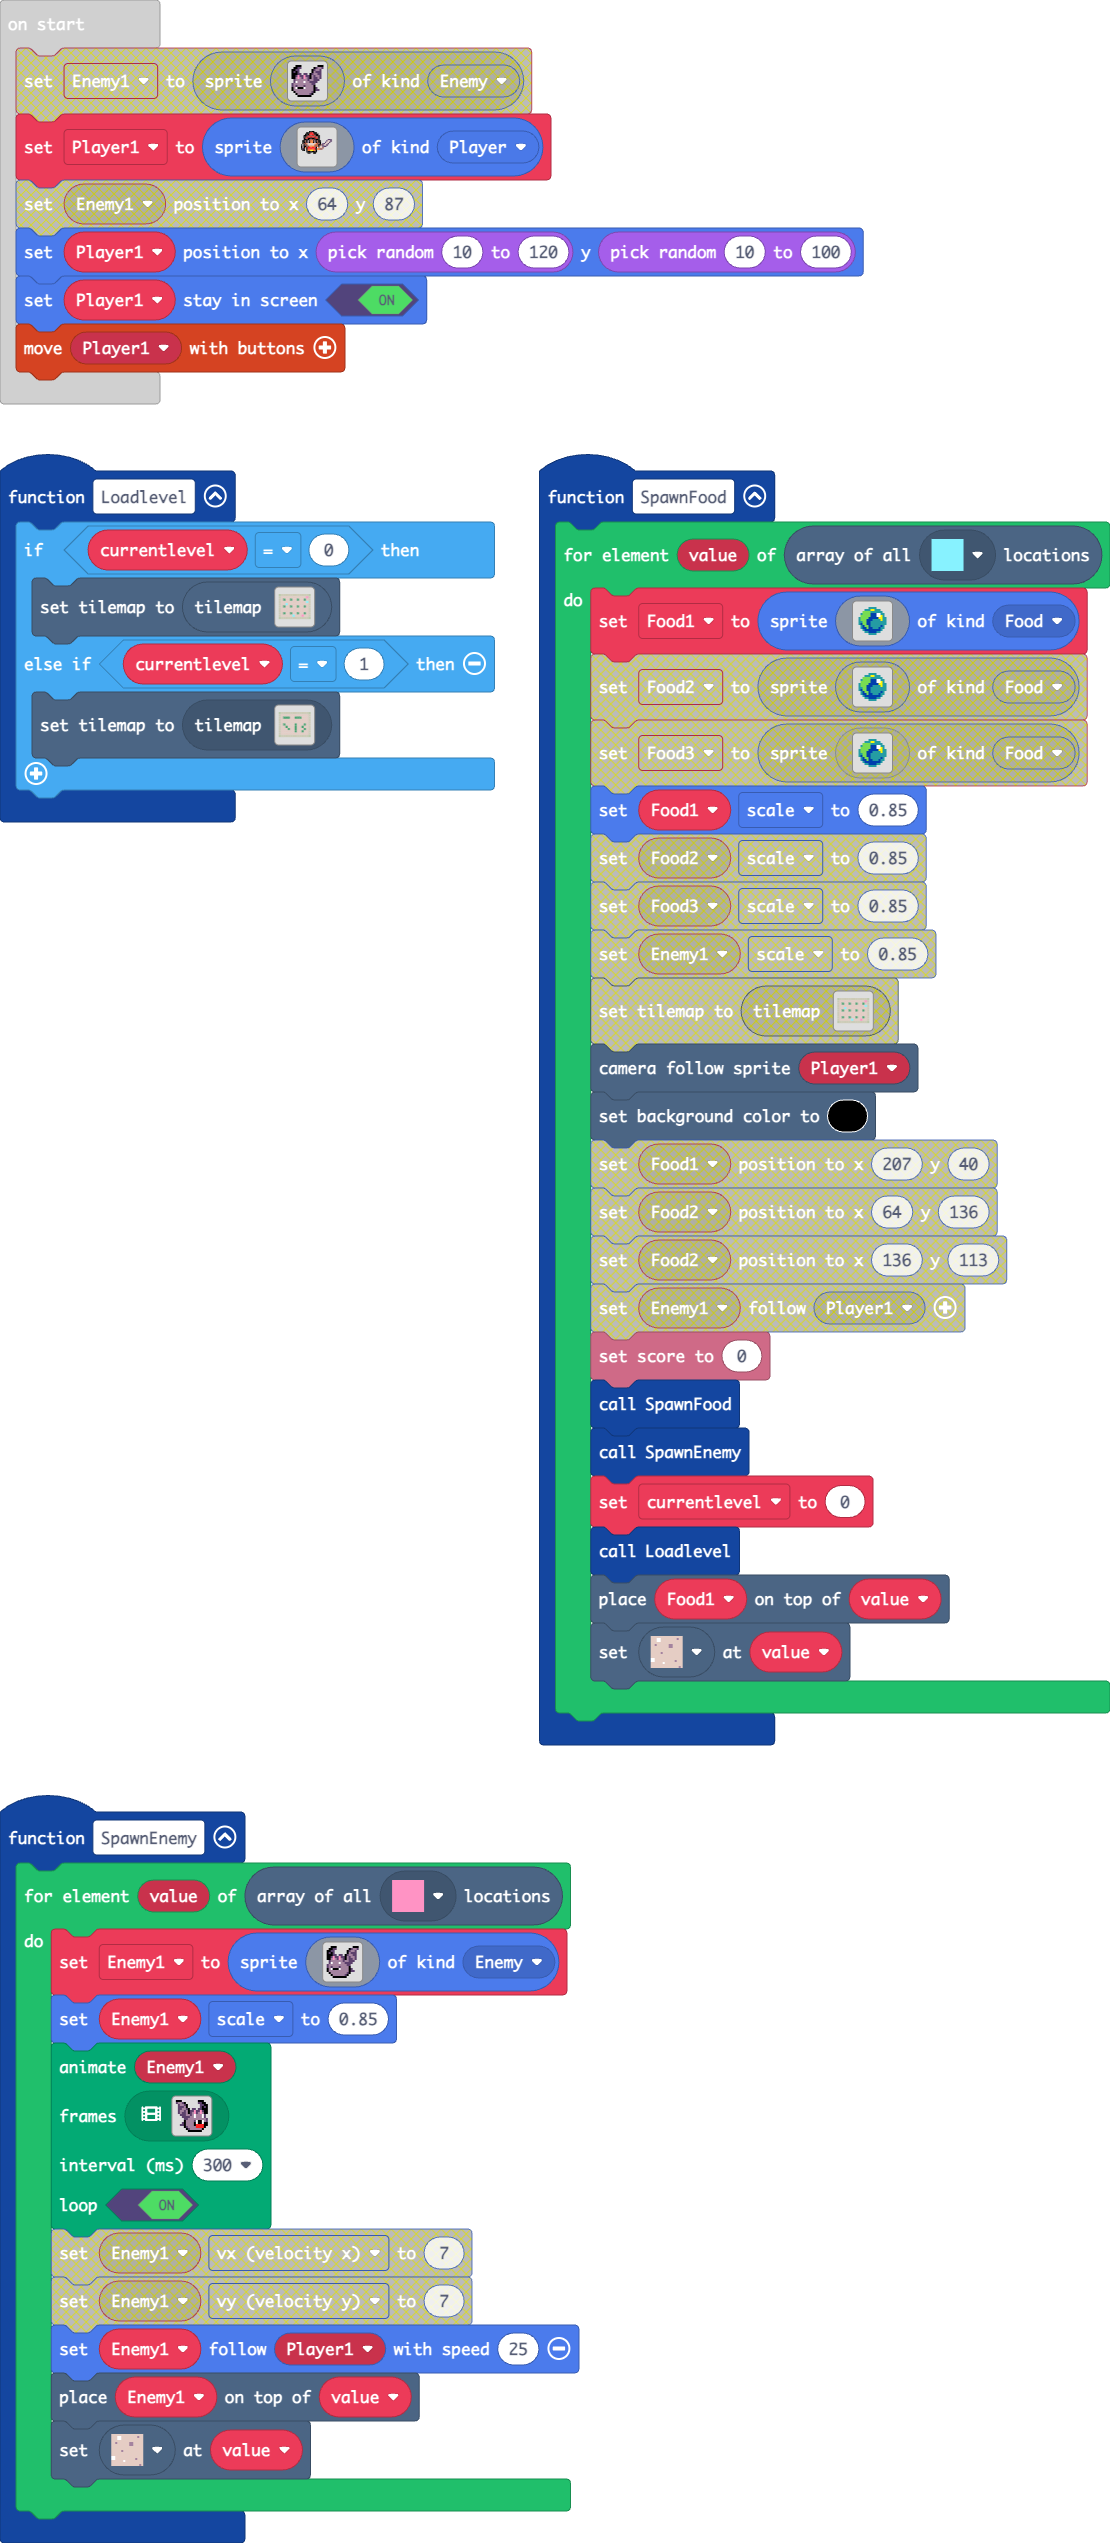 on start
set Enemy1 to sprite of kind Enemy
set Player1 to sprite of kind Player
set Enemy1 position to x 64 y 87
set Player1 position to x pick random 10 to 120 y pick random 10 to 100
set Player1 stay in screen ON
move Player1 with buttons
function Loadlevel
if currentlevel = 0 then
set tilemap to tilemap
else if currentlevel = 1 then
set tilemap to tilemap
function SpawnFood
for element value of array of all locations
do
set Food1 to sprite of kind Food
set Food2 to sprite of kind Food
set Food3 to sprite of kind Food
set Food1 scale to 0.85
set Food2 scale to 0.85
set Food3 scale to 0.85
set Enemy1 scale to 0.85
set tilemap to tilemap
camera follow sprite Player1
set background color to
set Food1 position to x 207 y 40
set Food2 position to x 64 y 136
set Food2 position to x 136 y 113
set Enemy1 follow Player1
set score to 0
call SpawnFood
call SpawnEnemy
set currentlevel to 0
call Loadlevel
place Food1 on top of value
set at value
function SpawnEnemy
for element value of array of all locations
do
set Enemy1 to sprite of kind Enemy
set Enemy1 scale to 0.85
animate Enemy1
frames
interval (ms) 300
loop ON
set Enemy1 vx (velocity x) to 7
set Enemy1 vy (velocity y) to 7
set Enemy1 follow Player1 with speed 25
place Enemy1 on top of value
set at value